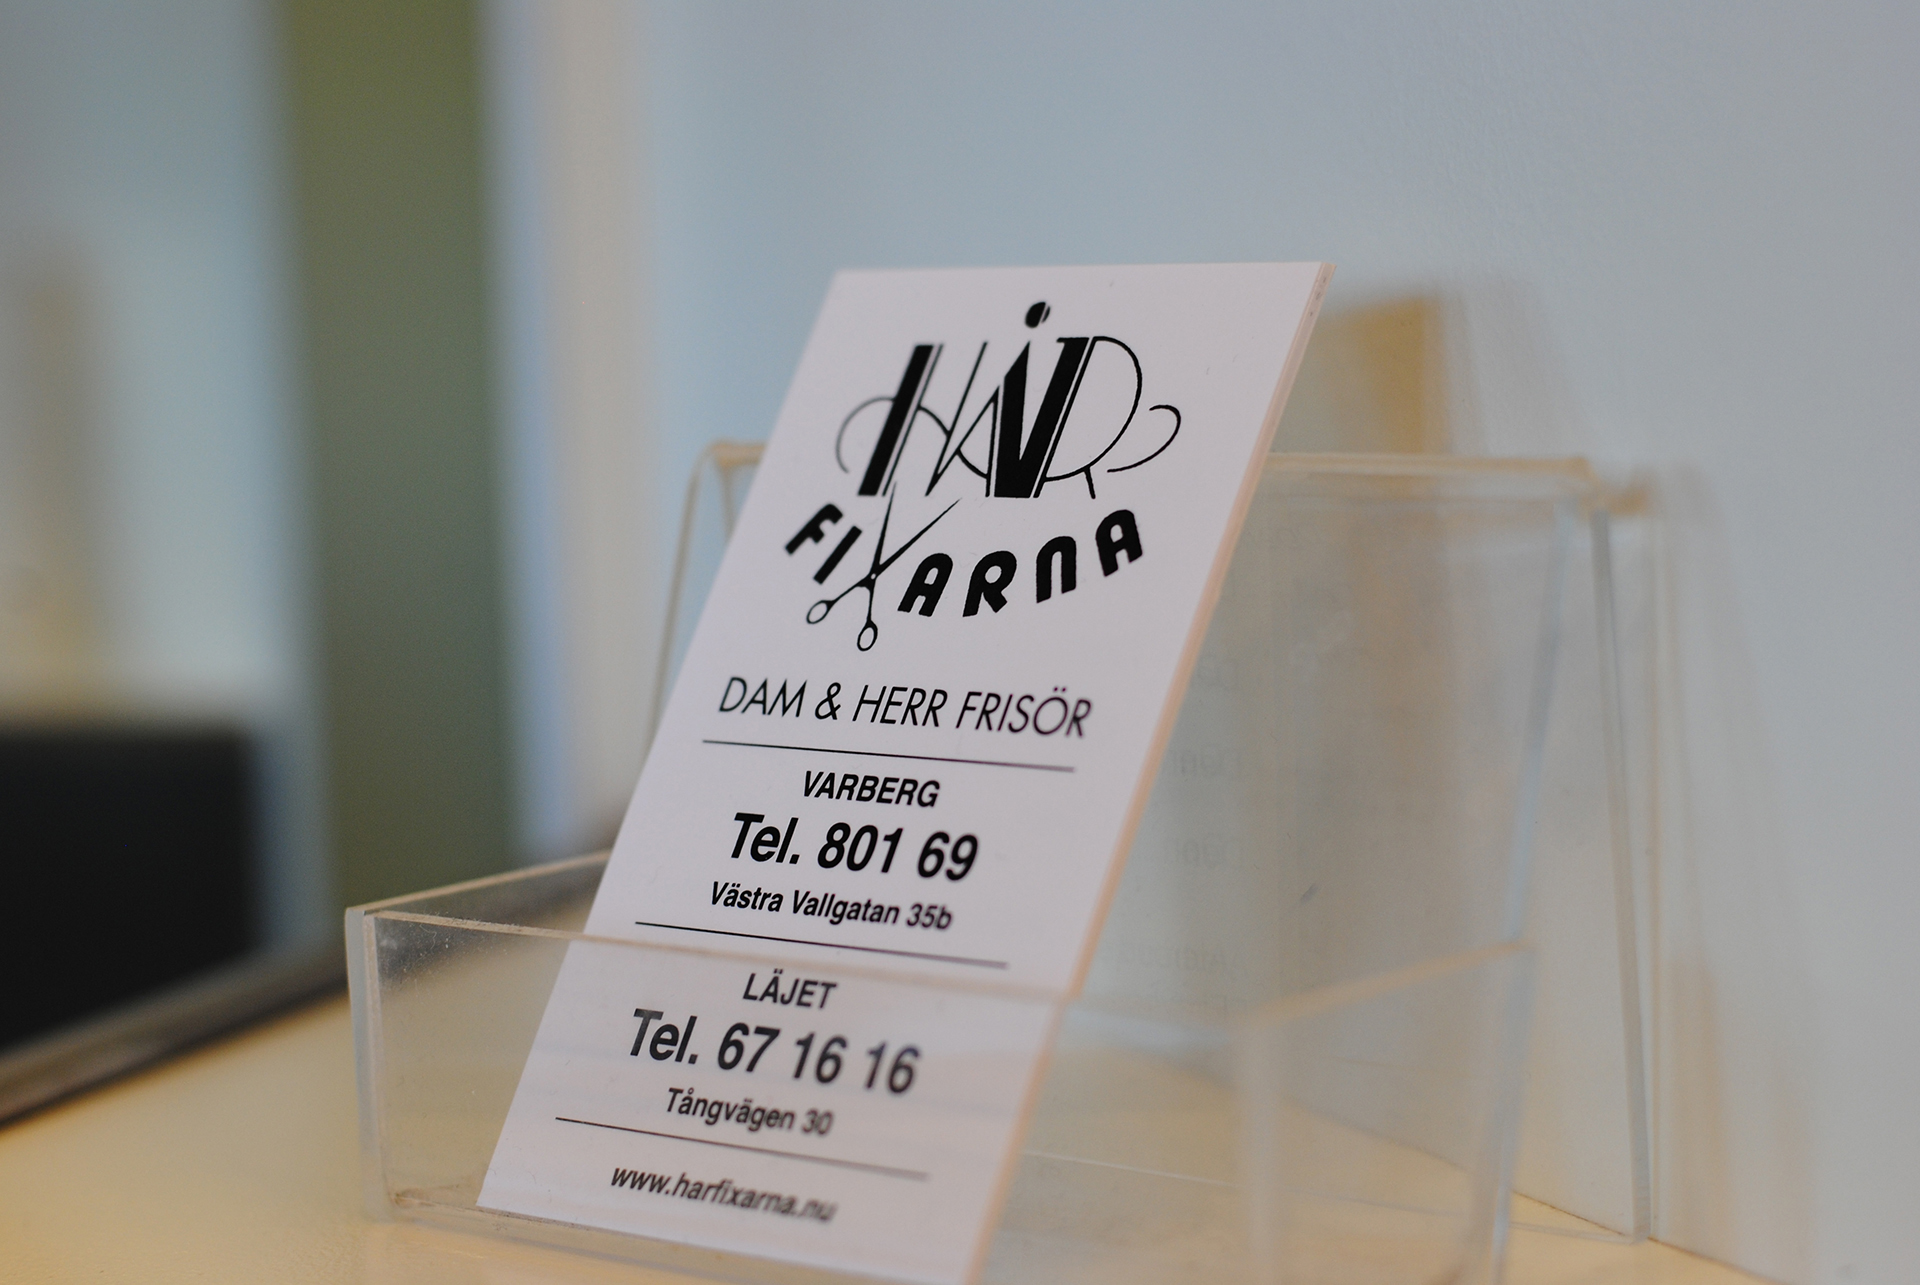 HÅR
FIXARNA
DAM & HERR FRISÖR
VARBERG
Tel. 801 69
Västra Vallgatan 35b
LÄJET
Tel. 67 16 16
Tångvägen 30
www.harfixarna.nu